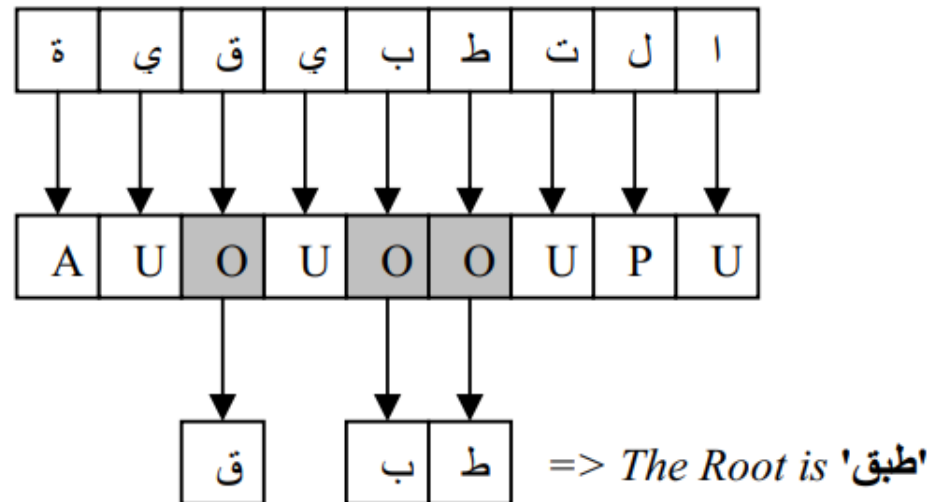 ة ي ق ي ب ط ت ل ا
A U O U O O U P U
ق ب ط => The Root is 'طبق'